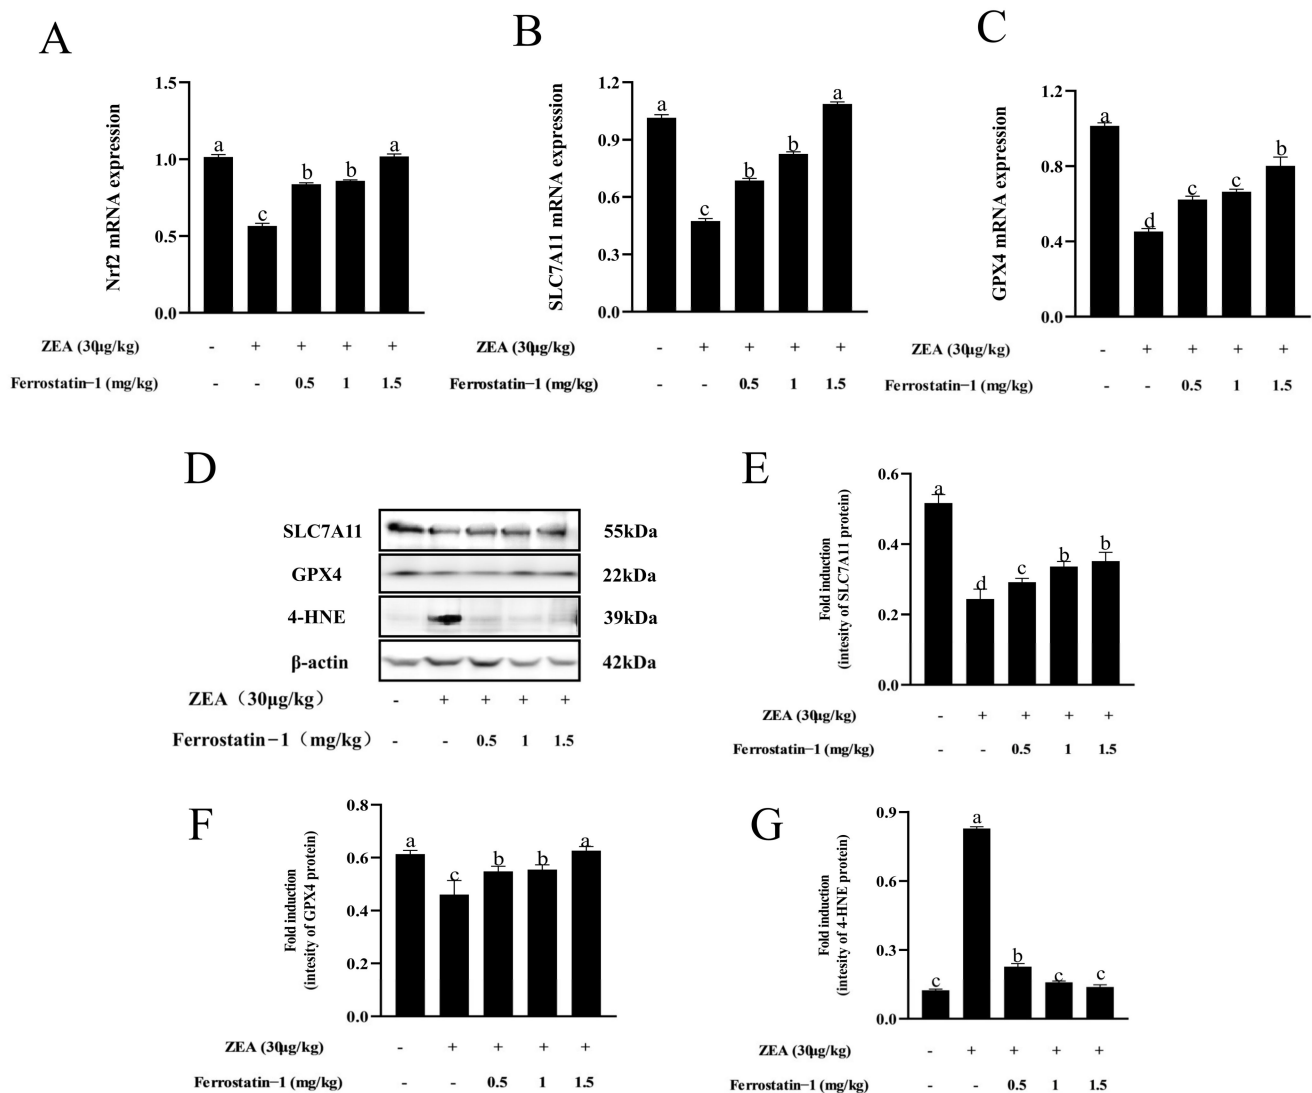 A
B
C
Nrf2 mRNA expression
1.5
1.0
0.5
0.0
a
c
b
b
a
ZEA (30μg/kg) - + + + +
Ferrostatin−1 (mg/kg) - - 0.5 1 1.5
SLC7A11 mRNA expression
1.2
0.9
0.6
0.3
0.0
a
c
b
b
a
ZEA (30μg/kg) - + + + +
Ferrostatin−1 (mg/kg) - - 0.5 1 1.5
GPX4 mRNA expression
1.2
0.8
0.4
0.0
a
d
c
c
b
ZEA (30μg/kg) - + + + +
Ferrostatin−1 (mg/kg) - - 0.5 1 1.5
D
SLC7A11 55kDa
GPX4 22kDa
4-HNE 39kDa
β-actin 42kDa
ZEA（30μg/kg） - + + + +
Ferrostatin−1（mg/kg） - - 0.5 1 1.5
E
Fold induction
(intesity of SLC7A11 protein)
0.6
0.4
0.2
0.0
a
d
c
b
b
ZEA (30μg/kg) - + + + +
Ferrostatin−1 (mg/kg) - - 0.5 1 1.5
F
Fold induction
(intesity of GPX4 protein)
0.8
0.6
0.4
0.2
0.0
a
c
b
b
a
ZEA (30μg/kg) - + + + +
Ferrostatin−1 (mg/kg) - - 0.5 1 1.5
G
Fold induction
(intesity of 4-HNE protein)
0.9
0.6
0.3
0.0
c
a
b
c
c
ZEA (30μg/kg) - + + + +
Ferrostatin−1 (mg/kg) - - 0.5 1 1.5